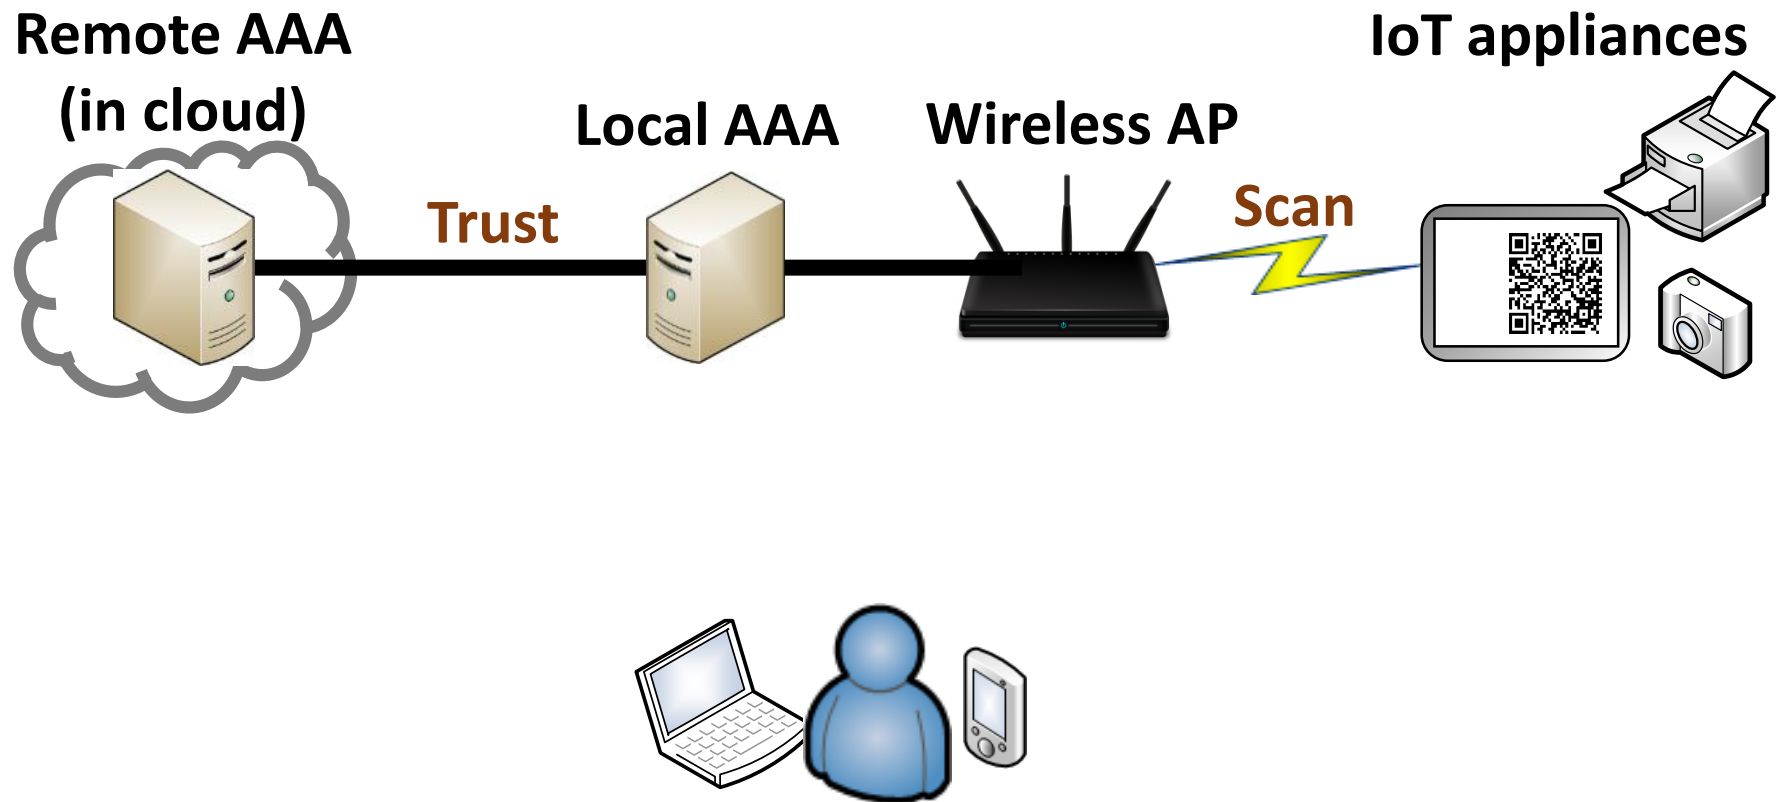 Remote AAA
(in cloud)
Local AAA
Wireless AP
IoT appliances
Trust
Scan